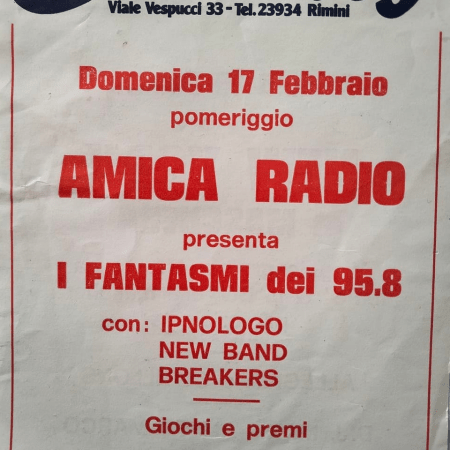 Viale Vespucci 33 - Tel. 23934 Rimini
Domenica 17 Febbraio
pomeriggio
AMICA RADIO
presenta
I FANTASMI dei 95.8
con: IPNOLOGO
NEW BAND
BREAKERS
Giochi e premi